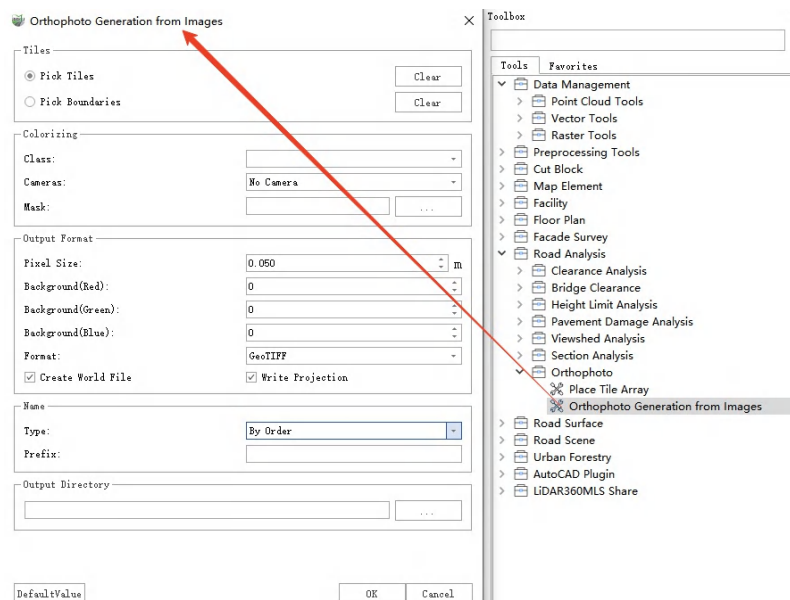 Orthophoto Generation from Images
Tiles
Pick Tiles
Clear
Pick Boundaries
Clear
Colorizing
Class:
Cameras:
No Camera
Mask:
...
Output Format
Pixel Size:
0.050
m
Background(Red):
0
Background(Green):
0
Background(Blue):
0
Format:
GeoTIFF
Create World File
Write Projection
Name
Type:
By Order
Prefix:
Output Directory
...
DefaultValue
OK
Cancel
Toolbox
Tools
Favorites
Data Management
Point Cloud Tools
Vector Tools
Raster Tools
Preprocessing Tools
Cut Block
Map Element
Facility
Floor Plan
Facade Survey
Road Analysis
Clearance Analysis
Bridge Clearance
Height Limit Analysis
Pavement Damage Analysis
Viewshed Analysis
Section Analysis
Orthophoto
Place Tile Array
Orthophoto Generation from Images
Road Surface
Road Scene
Urban Forestry
AutoCAD Plugin
LiDAR360MLS Share